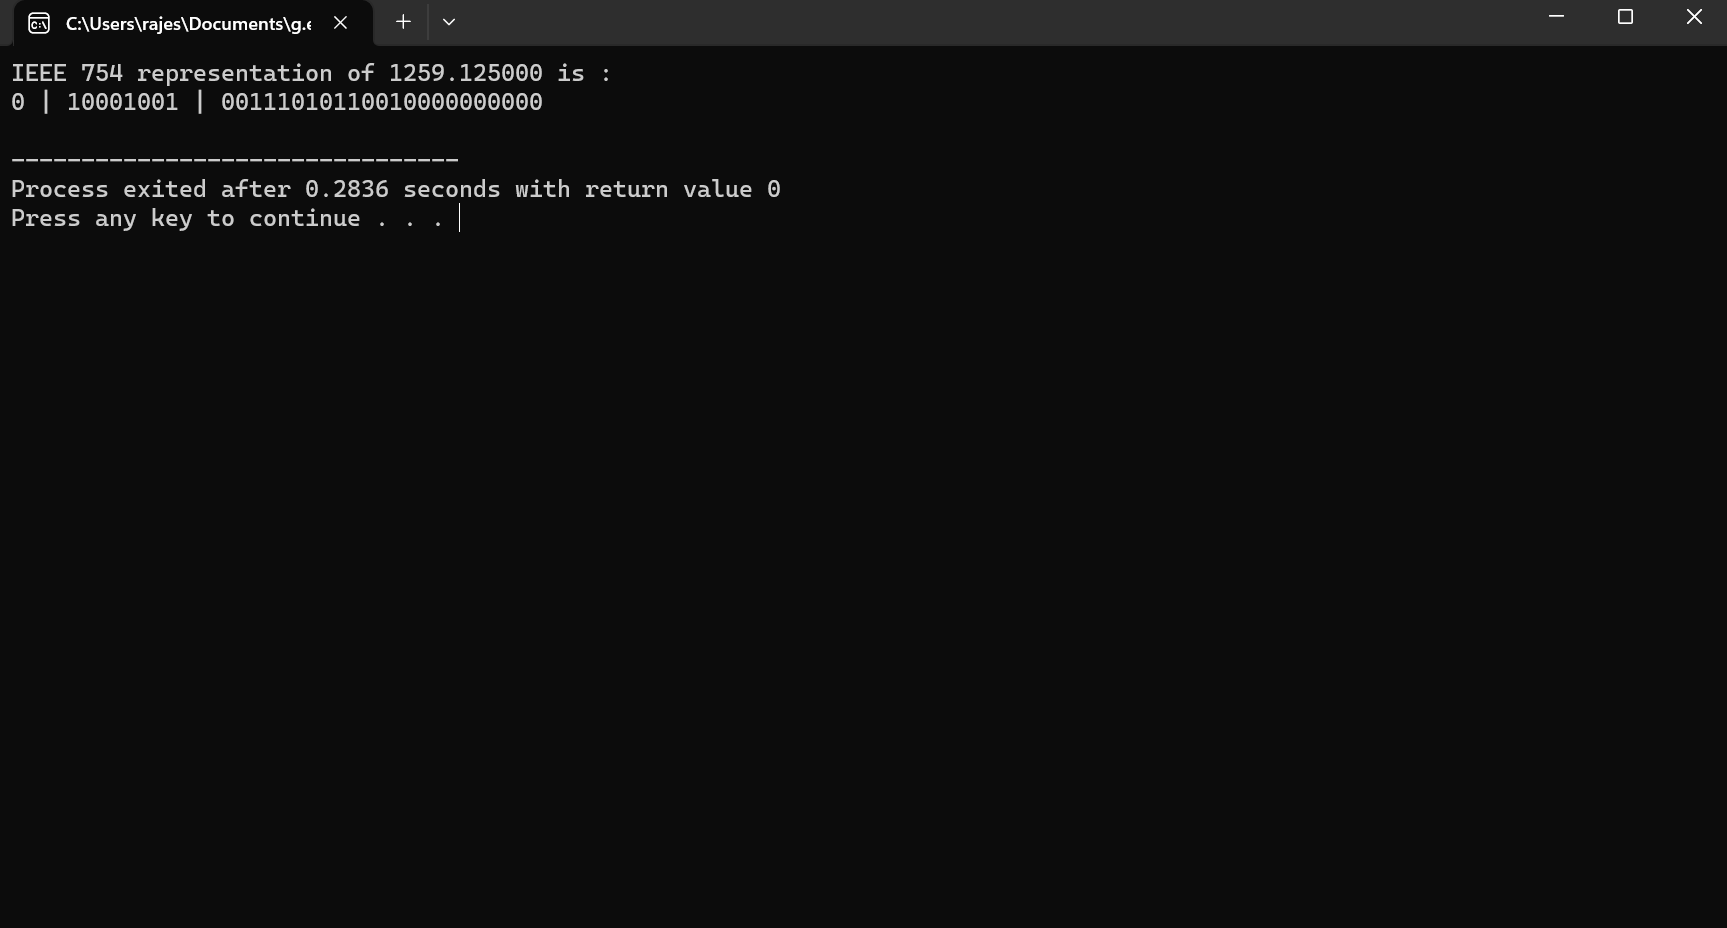 C:\Users\rajes\Documents\g.e
IEEE 754 representation of 1259.125000 is :
0 | 10001001 | 00111010110010000000000
--------------------------------
Process exited after 0.2836 seconds with return value 0
Press any key to continue . . .